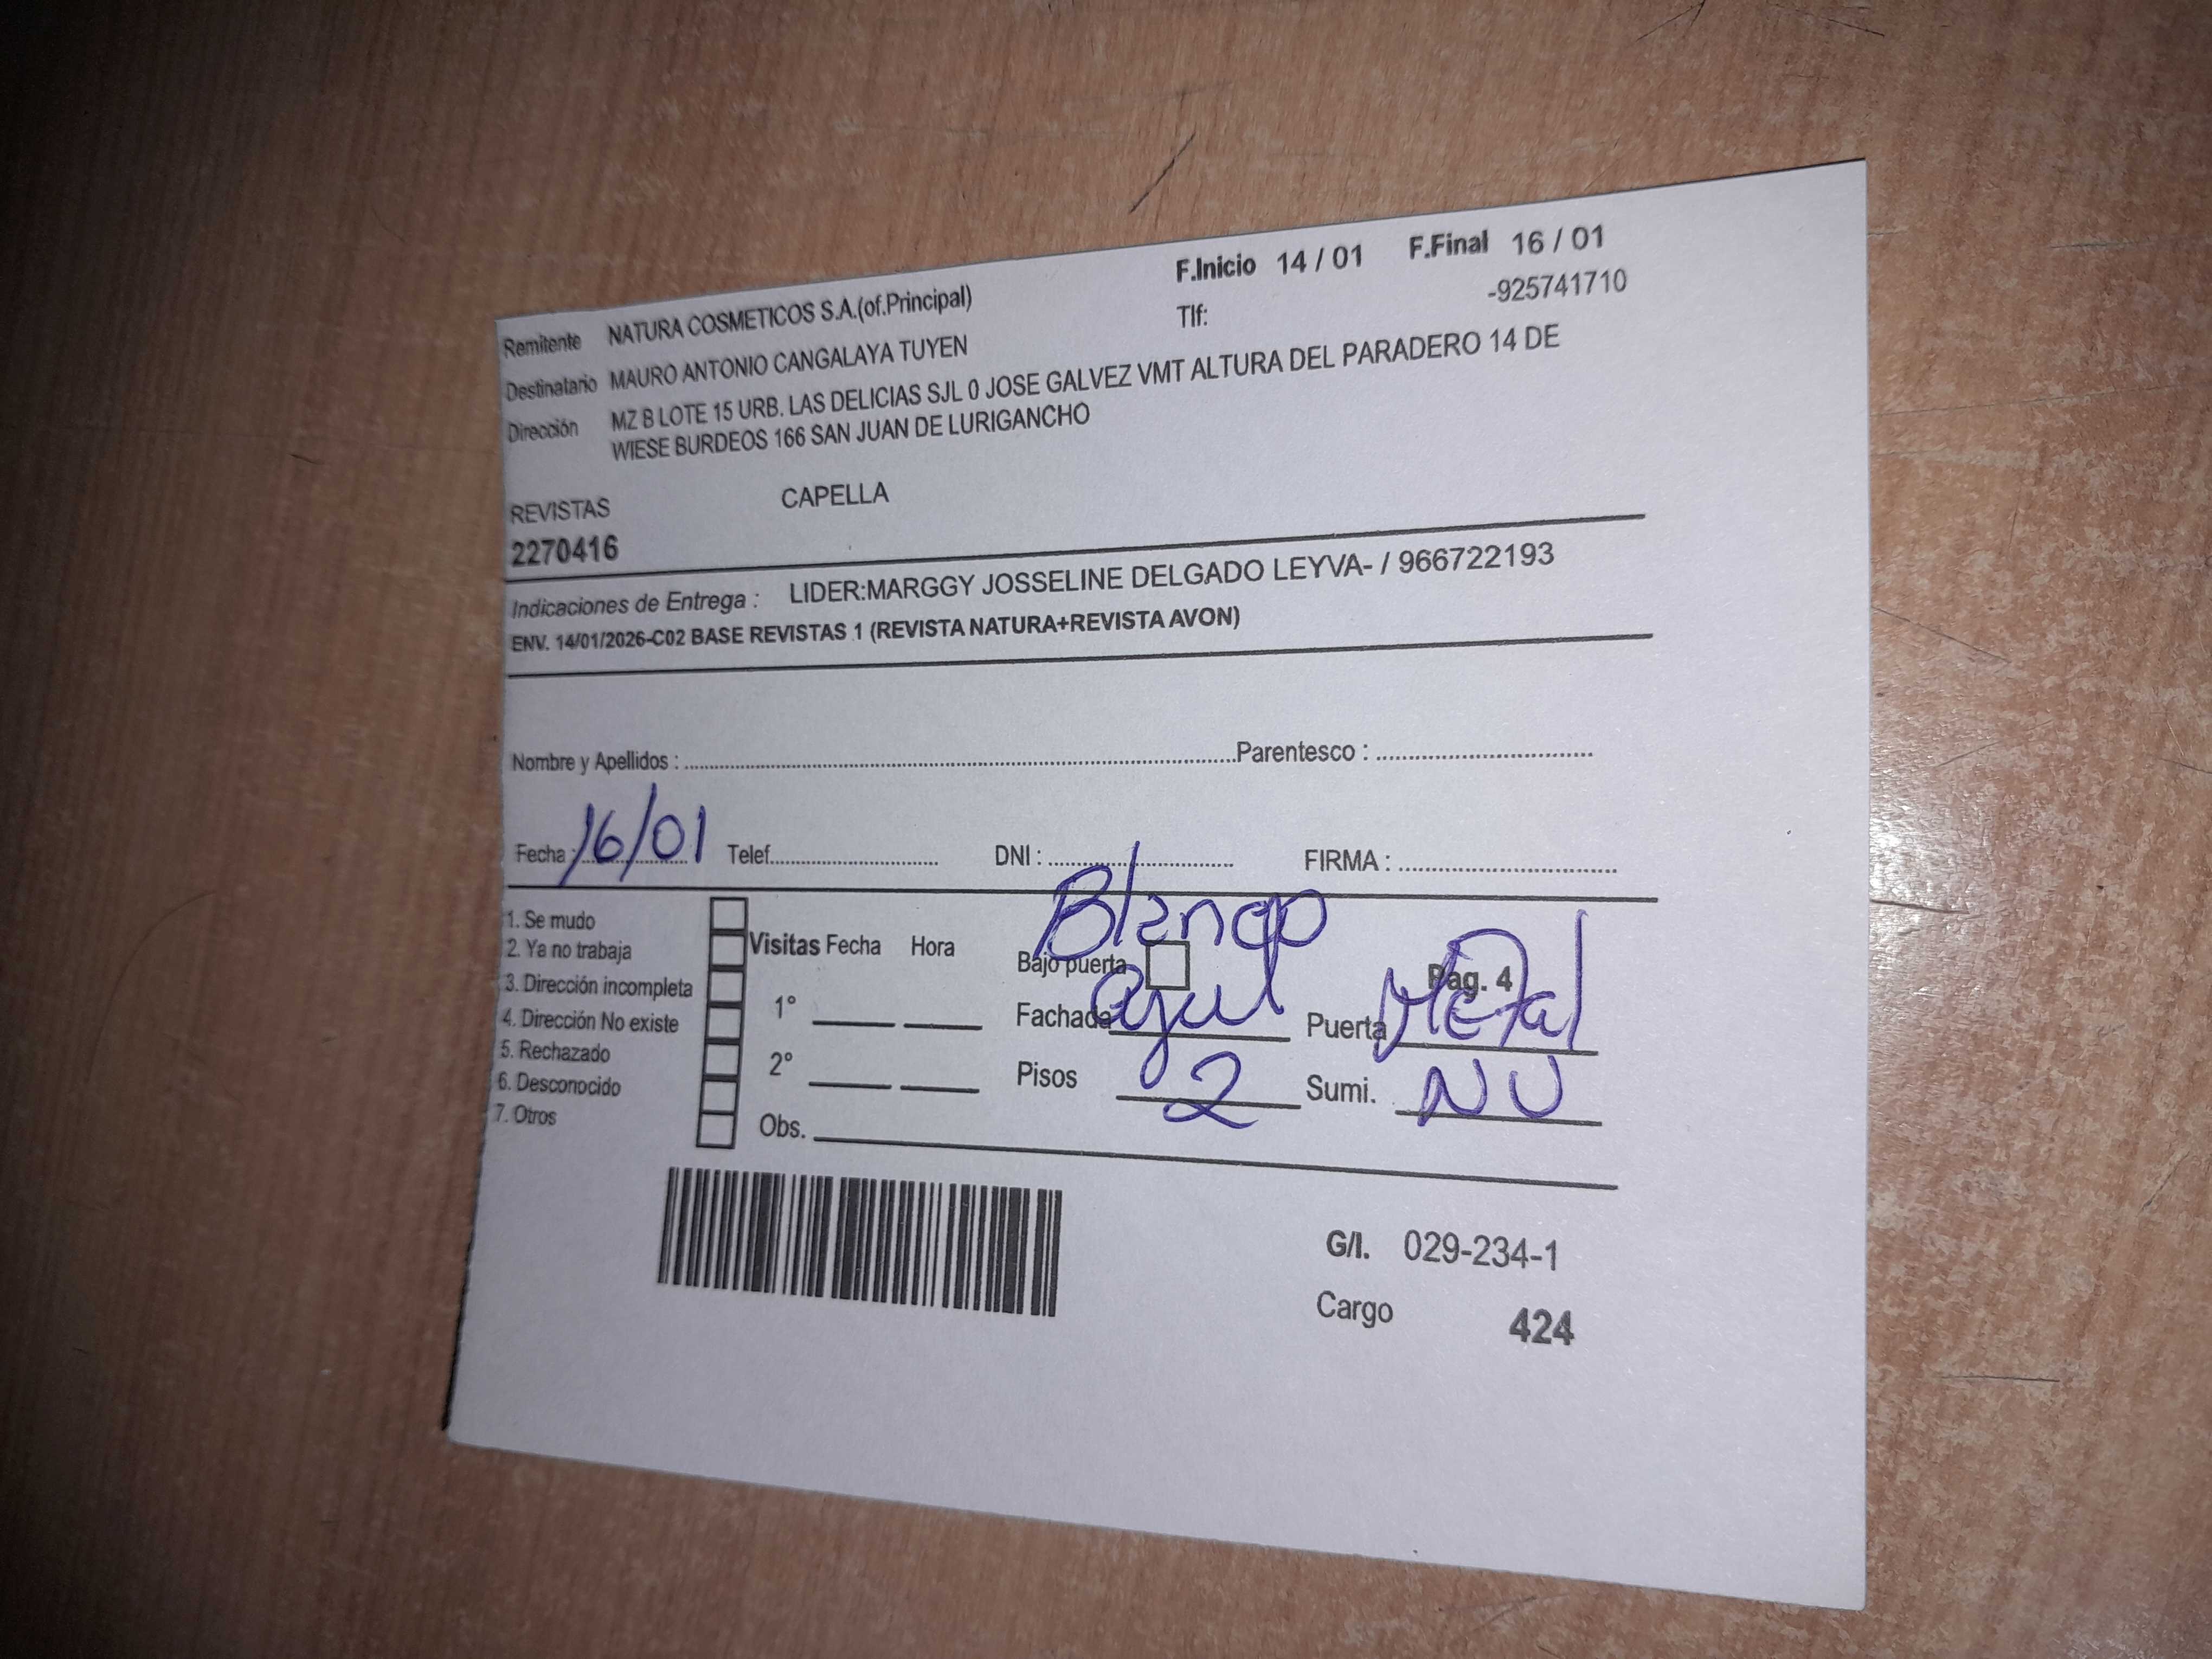 F.Inicio 14 / 01 F.Final 16 / 01
Remitente NATURA COSMETICOS S.A.(of.Principal) Tlf: -925741710
Destinatario MAURO ANTONIO CANGALAYA TUYEN
Dirección MZ B LOTE 15 URB. LAS DELICIAS SJL 0 JOSE GALVEZ VMT ALTURA DEL PARADERO 14 DE
WIESE BURDEOS 166 SAN JUAN DE LURIGANCHO
REVISTAS CAPELLA
2270416
Indicaciones de Entrega : LIDER:MARGGY JOSSELINE DELGADO LEYVA- / 966722193
ENV. 14/01/2026-C02 BASE REVISTAS 1 (REVISTA NATURA+REVISTA AVON)
Nombre y Apellidos : Parentesco :
Fecha : 16/01 Telef. DNI : FIRMA :
1. Se mudo
2. Ya no trabaja
3. Dirección incompleta
4. Dirección No existe
5. Rechazado
6. Desconocido
7. Otros
Visitas Fecha Hora
1°
2°
Obs.
Blanco
Bajo puerta Pag. 4
Fachada azul Puerta Metal
Pisos 2 Sumi. NU
G/I. 029-234-1
Cargo 424